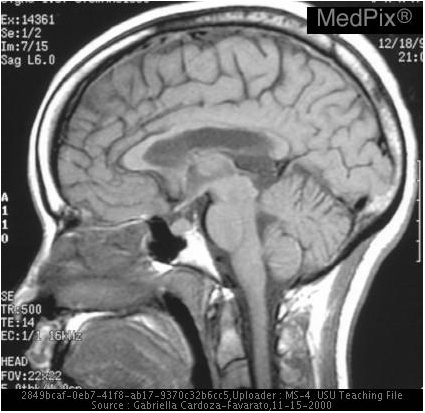 Ex:14361
Se:1/2
Im:7/15
Sag L6.0
MedPix®
12/18/9
21:0
A
1
1
0
SE
TR:500
TE:14
EC:1/1 16kHz
HEAD
FOV:22x22
2849bcaf-0eb7-41f8-ab17-9370c32b6cc5,Uploader : MS-4 USU Teaching File
Source : Gabriella Cardoza-Favarato,11-15-2000